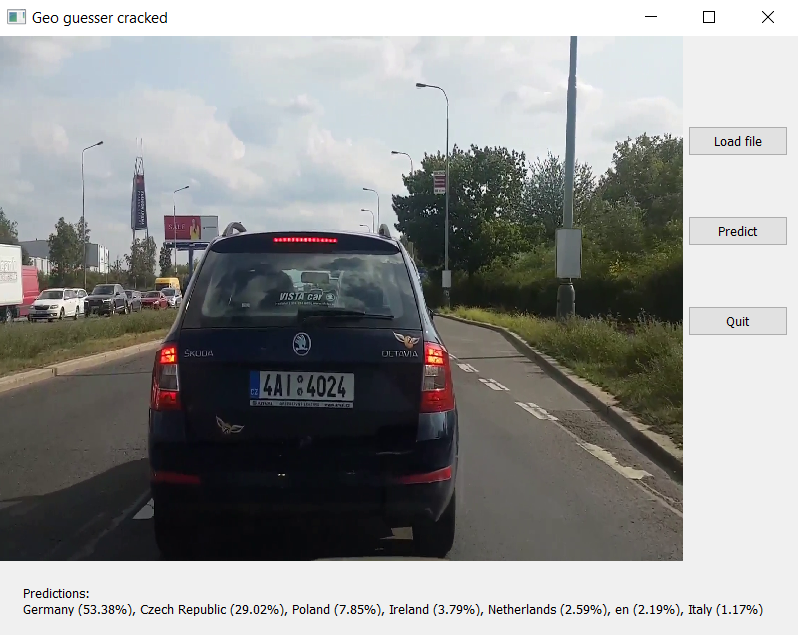 Geo guesser cracked
Load file
Predict
Quit
SALE
VISTA car
ŠKODA
OCTAVIA
CZ
4AI 4024
Predictions:
Germany (53.38%), Czech Republic (29.02%), Poland (7.85%), Ireland (3.79%), Netherlands (2.59%), en (2.19%), Italy (1.17%)